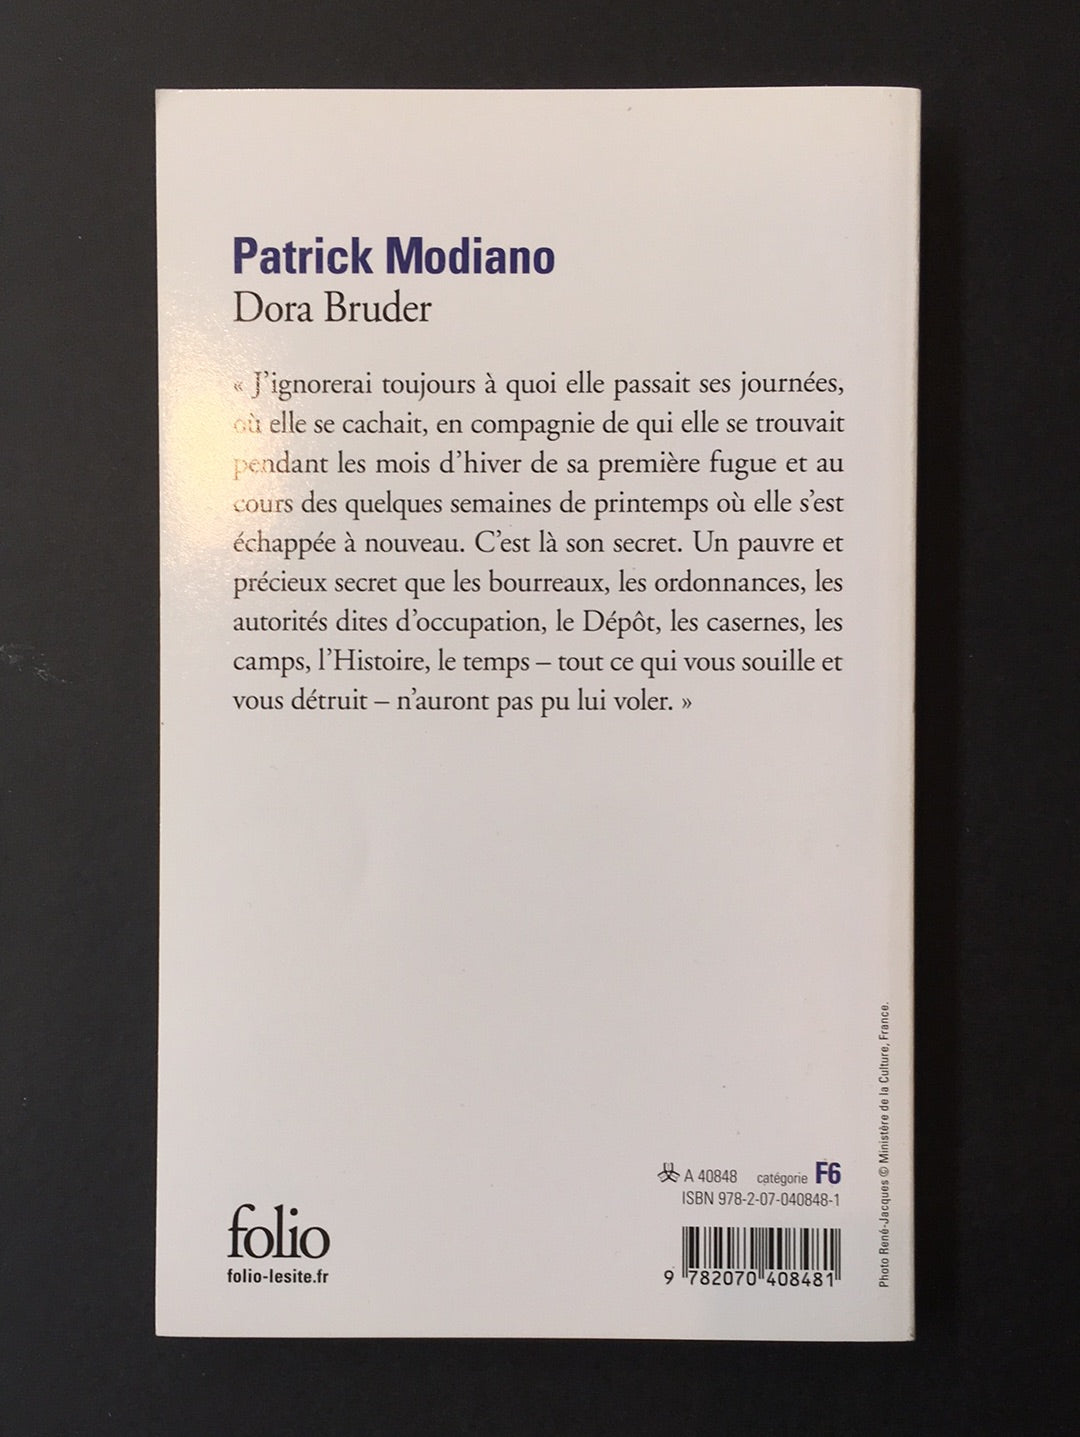 Patrick Modiano
Dora Bruder
« J’ignorerai toujours à quoi elle passait ses journées,
où elle se cachait, en compagnie de qui elle se trouvait
pendant les mois d’hiver de sa première fugue et au
cours des quelques semaines de printemps où elle s’est
échappée à nouveau. C’est là son secret. Un pauvre et
précieux secret que les bourreaux, les ordonnances, les
autorités dites d’occupation, le Dépôt, les casernes, les
camps, l’Histoire, le temps – tout ce qui vous souille et
vous détruit – n’auront pas pu lui voler. »
A 40848 catégorie F6
ISBN 978-2-07-040848-1
folio
folio-lesite.fr
9 782070 408481
Photo René-Jacques © Ministère de la Culture, France.